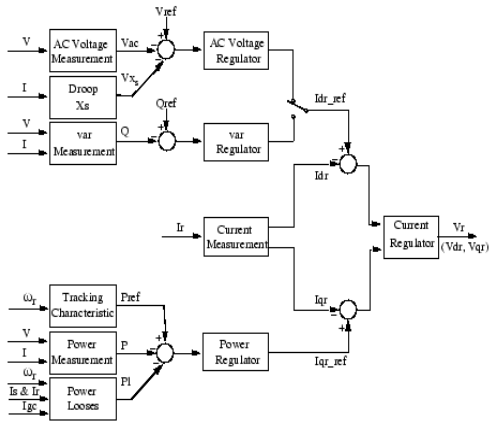 Vref
V
AC Voltage
Measurement
Vac
AC Voltage
Regulator
I
Droop
Xs
Vxs
Idr_ref
Qref
V
I
var
Measurement
Q
var
Regulator
Idr
Ir
Current
Measurement
Current
Regulator
Vr
(Vdr, Vqr)
Iqr
ωr
Tracking
Characteristic
Pref
V
I
Power
Measurement
P
Power
Regulator
Iqr_ref
ωr
Is & Ir
Igc
Power
Looses
Pl